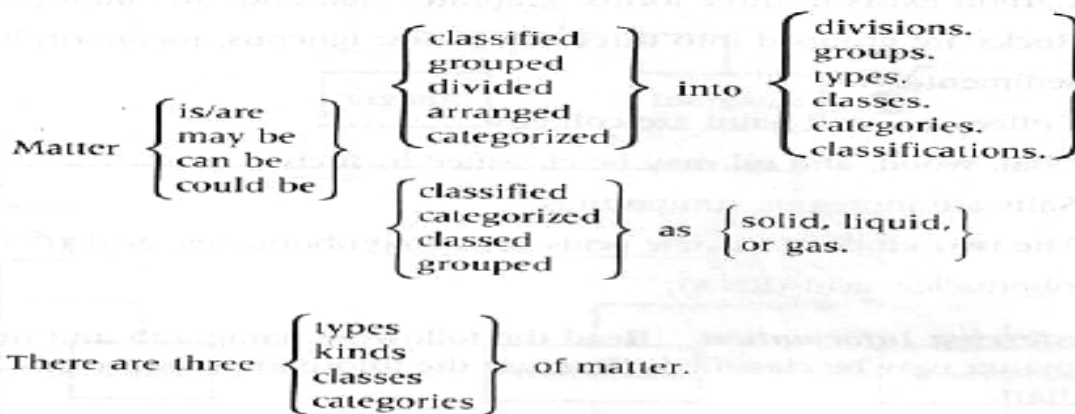 Matter
is/are
may be
can be
could be
classified
grouped
divided
arranged
categorized
into
divisions.
groups.
types.
classes.
categories.
classifications.
classified
categorized
classed
grouped
as
solid, liquid,
or gas.
There are three
types
kinds
classes
categories
of matter.